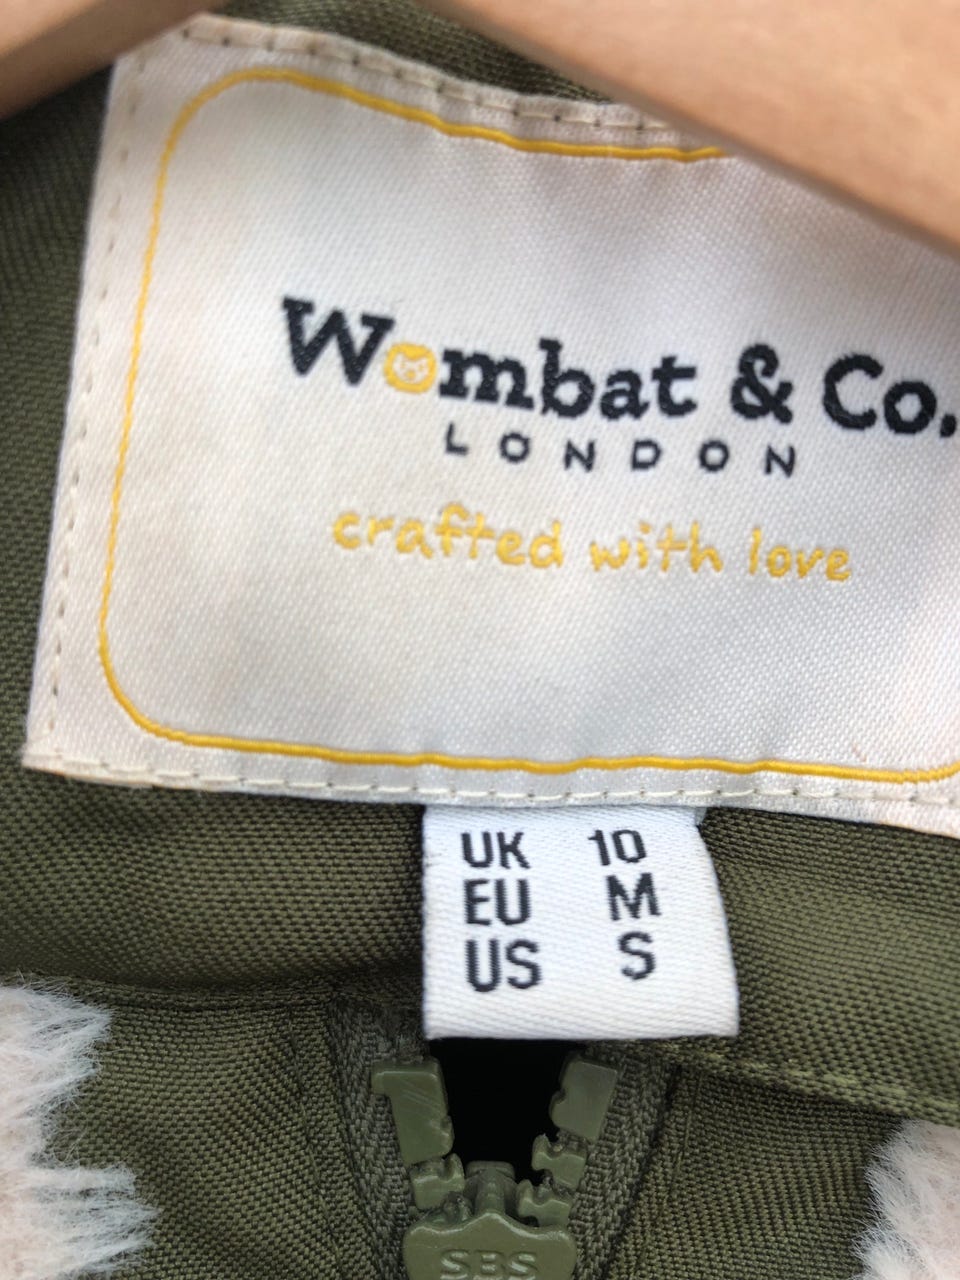 Wombat & Co.
LONDON
crafted with love
UK 10
EU M
US S
SBS